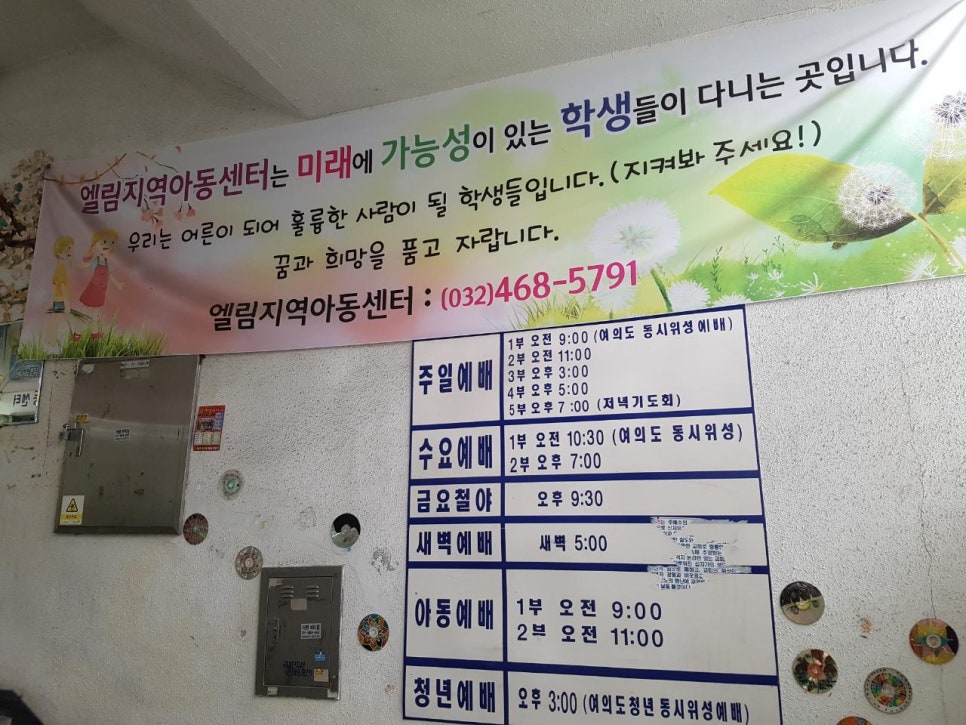 엘림지역아동센터는 미래에 가능성이 있는 학생들이 다니는 곳입니다.
우리는 어른이 되어 훌륭한 사람이 될 학생들입니다.(지켜봐 주세요!)
꿈과 희망을 품고 자랍니다.
엘림지역아동센터 : (032)468-5791
주일예배
1부 오전 9:00 (여의도 동시위성예배)
2부 오전 11:00
3부 오후 3:00
4부 오후 5:00
5부 오후 7:00 (저녁기도회)
수요예배
1부 오전 10:30 (여의도 동시위성)
2부 오후 7:00
금요철야
오후 9:30
새벽예배
새벽 5:00
아동예배
1부 오전 9:00
2부 오전 11:00
청년예배
오후 3:00 (여의도청년 동시위성예배)